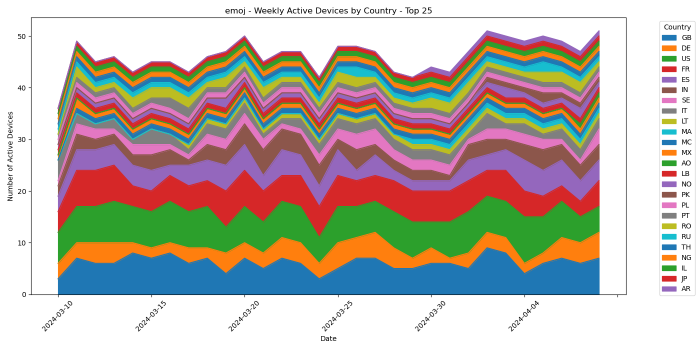 emoj - Weekly Active Devices by Country - Top 25
Number of Active Devices
50
40
30
20
10
0
2024-03-10
2024-03-15
2024-03-20
2024-03-25
2024-03-30
2024-04-04
Date
Country
GB
DE
US
FR
ES
IN
SE
IT
LT
MA
MC
MX
AO
LB
NO
PK
PL
PT
RO
RU
TH
NG
IL
JP
AR